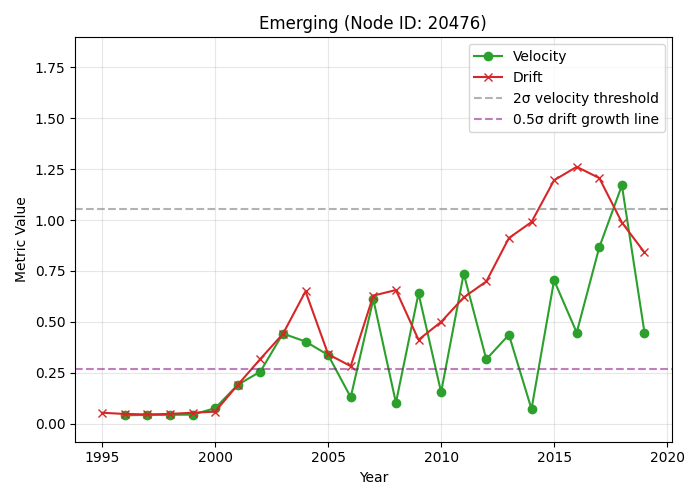 Emerging (Node ID: 20476)
Velocity
Drift
2σ velocity threshold
0.5σ drift growth line
Metric Value
1.75
1.50
1.25
1.00
0.75
0.50
0.25
0.00
1995
2000
2005
2010
2015
2020
Year